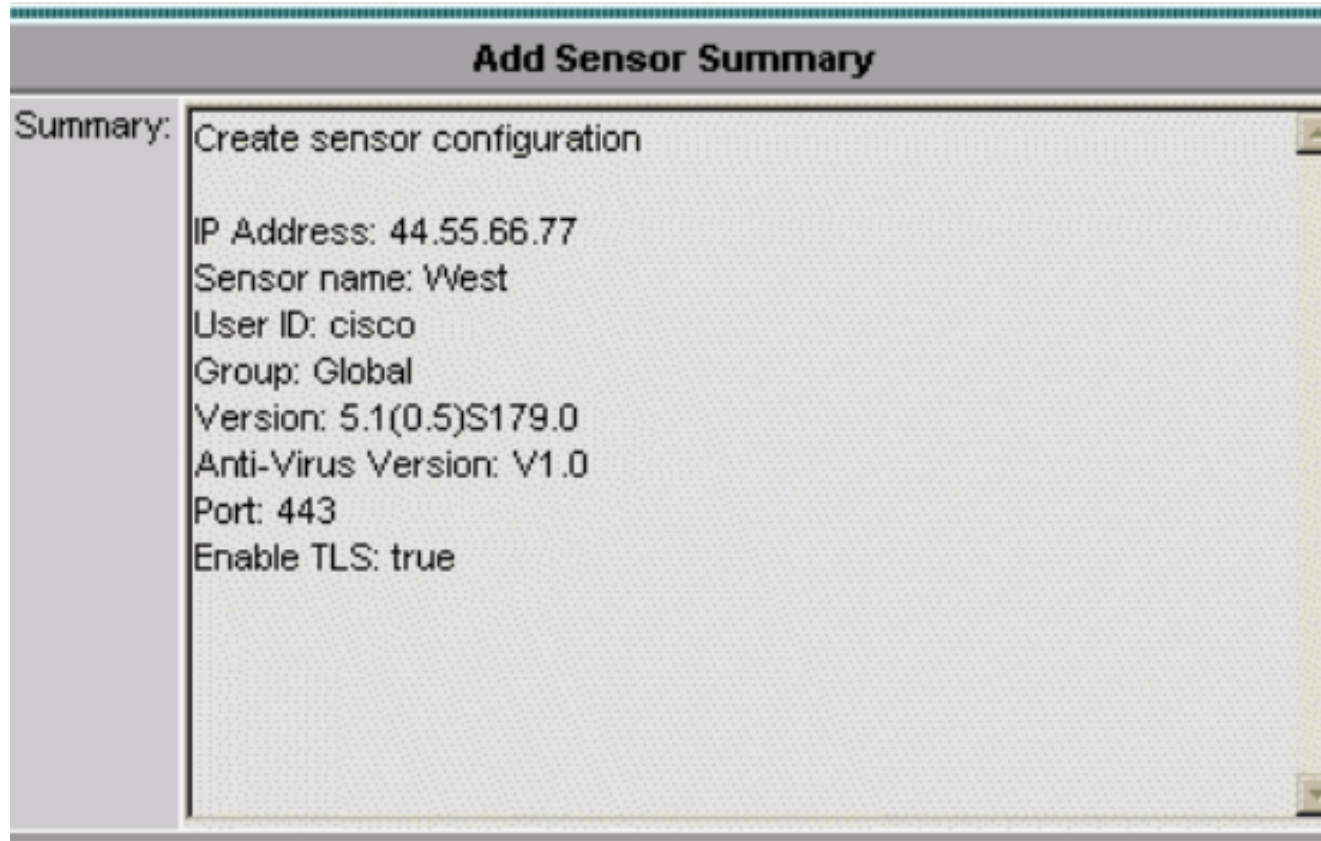 Add Sensor Summary
Summary:
Create sensor configuration
IP Address: 44.55.66.77
Sensor name: West
User ID: cisco
Group: Global
Version: 5.1(0.5)S179.0
Anti-Virus Version: V1.0
Port: 443
Enable TLS: true